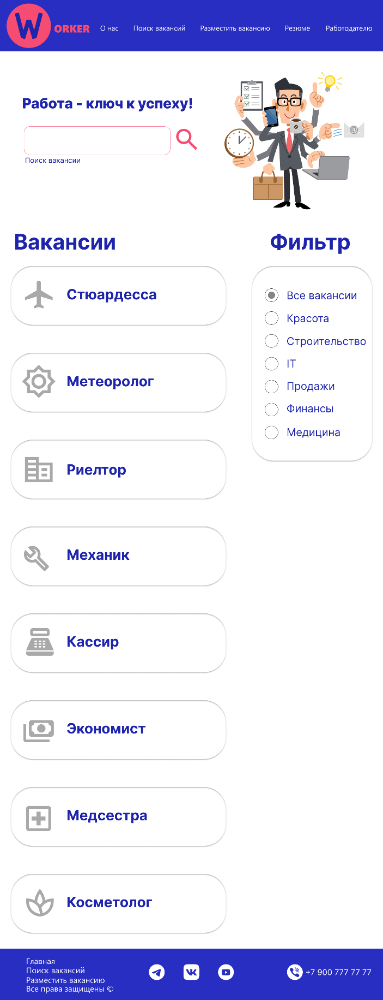 W ORKER
О нас Поиск вакансий Разместить вакансию Резюме Работодателю
Работа - ключ к успеху!
Поиск вакансии
@
Вакансии
Стюардесса
Метеоролог
Риелтор
Механик
Кассир
Экономист
Медсестра
Косметолог
Фильтр
Все вакансии
Красота
Строительство
IT
Продажи
Финансы
Медицина
Главная
Поиск вакансий
Разместить вакансию
Все права защищены ©
+7 900 777 77 77